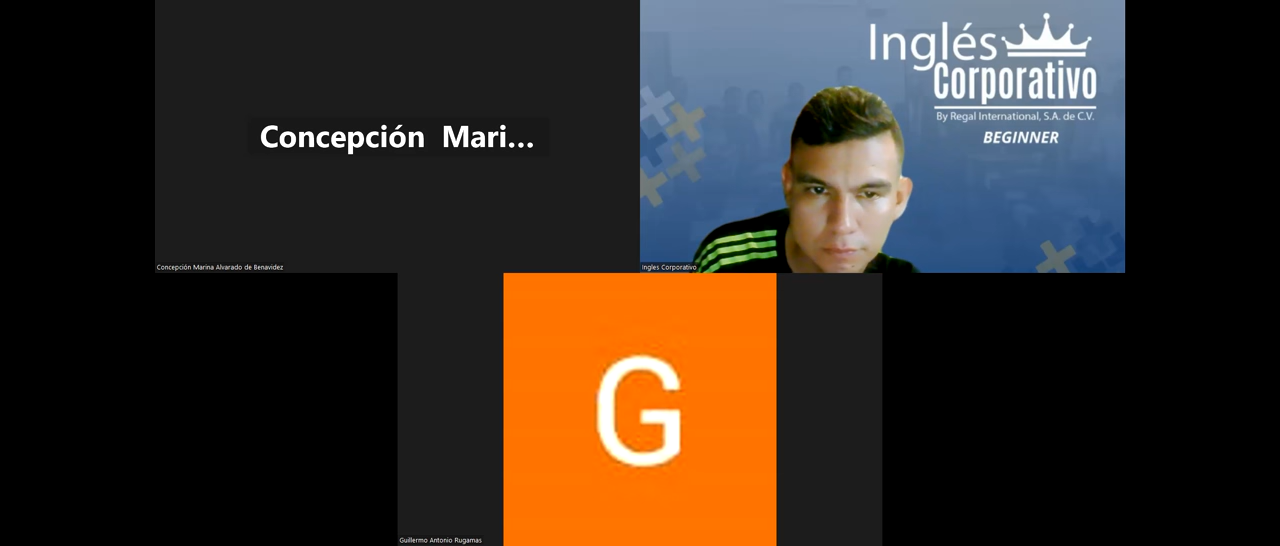 Concepción Mari...
Concepción Marina Alvarado de Benavidez
Inglés
Corporativo
By Regal International, S.A. de C.V.
BEGINNER
Ingles Corporativo
G
Guillermo Antonio Rugamas